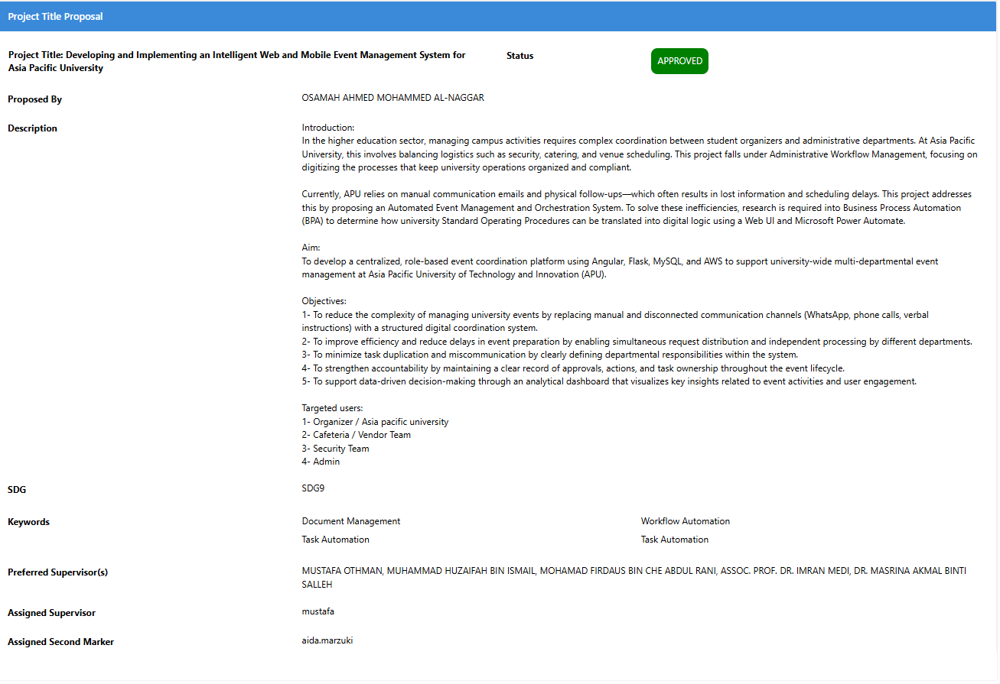 Project Title Proposal
Project Title: Developing and Implementing an Intelligent Web and Mobile Event Management System for
Asia Pacific University
Status
APPROVED
Proposed By
OSAMAH AHMED MOHAMMED AL-NAGGAR
Description
Introduction:
In the higher education sector, managing campus activities requires complex coordination between student organizers and administrative departments. At Asia Pacific
University, this involves balancing logistics such as security, catering, and venue scheduling. This project falls under Administrative Workflow Management, focusing on
digitizing the processes that keep university operations organized and compliant.
Currently, APU relies on manual communication emails and physical follow-ups—which often results in lost information and scheduling delays. This project addresses
this by proposing an Automated Event Management and Orchestration System. To solve these inefficiencies, research is required into Business Process Automation
(BPA) to determine how university Standard Operating Procedures can be translated into digital logic using a Web UI and Microsoft Power Automate.
Aim:
To develop a centralized, role-based event coordination platform using Angular, Flask, MySQL, and AWS to support university-wide multi-departmental event
management at Asia Pacific University of Technology and Innovation (APU).
Objectives:
1- To reduce the complexity of managing university events by replacing manual and disconnected communication channels (WhatsApp, phone calls, verbal
instructions) with a structured digital coordination system.
2- To improve efficiency and reduce delays in event preparation by enabling simultaneous request distribution and independent processing by different departments.
3- To minimize task duplication and miscommunication by clearly defining departmental responsibilities within the system.
4- To strengthen accountability by maintaining a clear record of approvals, actions, and task ownership throughout the event lifecycle.
5- To support data-driven decision-making through an analytical dashboard that visualizes key insights related to event activities and user engagement.
Targeted users:
1- Organizer / Asia pacific university
2- Cafeteria / Vendor Team
3- Security Team
4- Admin
SDG
SDG9
Keywords
Document Management
Workflow Automation
Task Automation
Task Automation
Preferred Supervisor(s)
MUSTAFA OTHMAN, MUHAMMAD HUZAIFAH BIN ISMAIL, MOHAMAD FIRDAUS BIN CHE ABDUL RANI, ASSOC. PROF. DR. IMRAN MEDI, DR. MASRINA AKMAL BINTI
SALLEH
Assigned Supervisor
mustafa
Assigned Second Marker
aida.marzuki